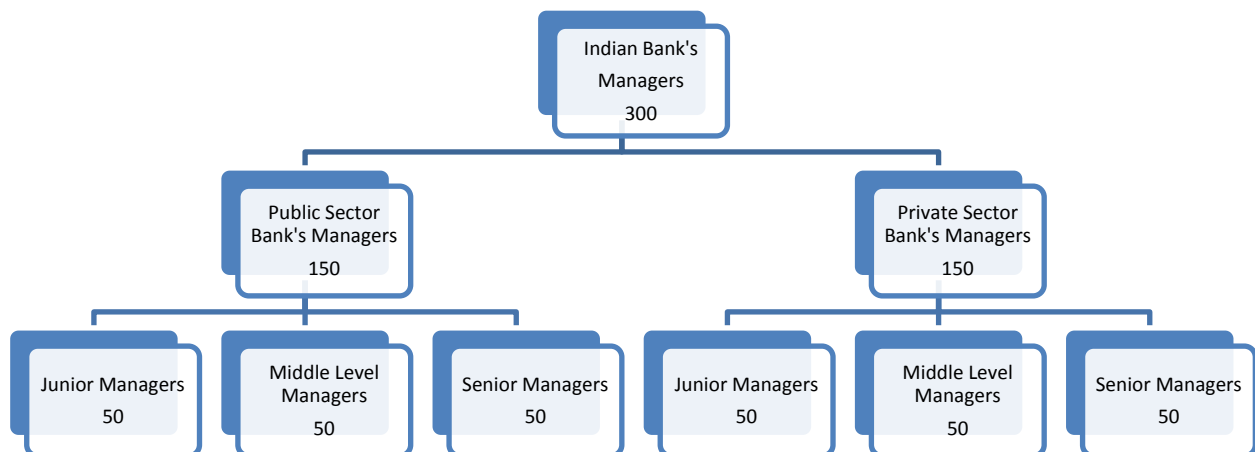 Indian Bank's
Managers
300
Public Sector
Bank's Managers
150
Private Sector
Bank's Managers
150
Junior Managers
50
Middle Level
Managers
50
Senior Managers
50
Junior Managers
50
Middle Level
Managers
50
Senior Managers
50